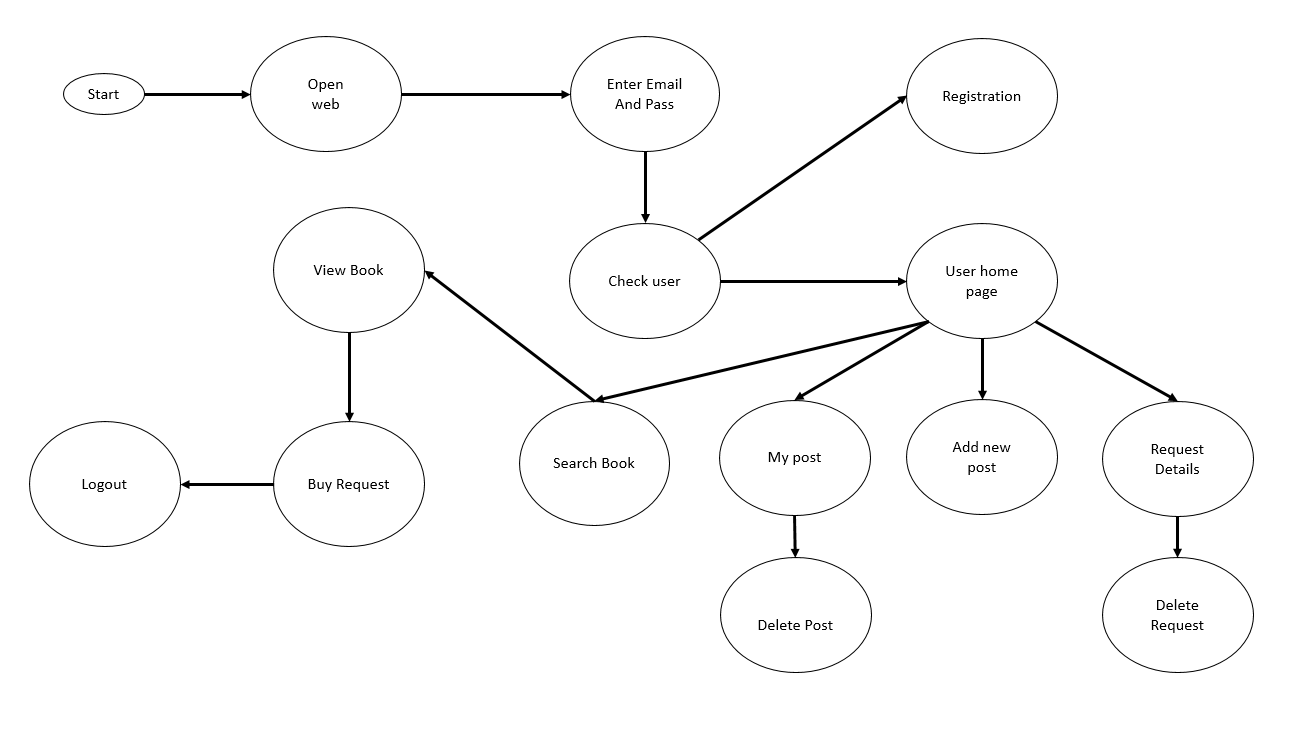 Start
Open
web
Enter Email
And Pass
Registration
View Book
Check user
User home
page
Logout
Buy Request
Search Book
My post
Add new
post
Request
Details
Delete Post
Delete
Request